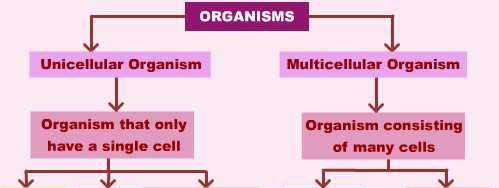 ORGANISMS
Unicellular Organism
Multicellular Organism
Organism that only
have a single cell
Organism consisting
of many cells